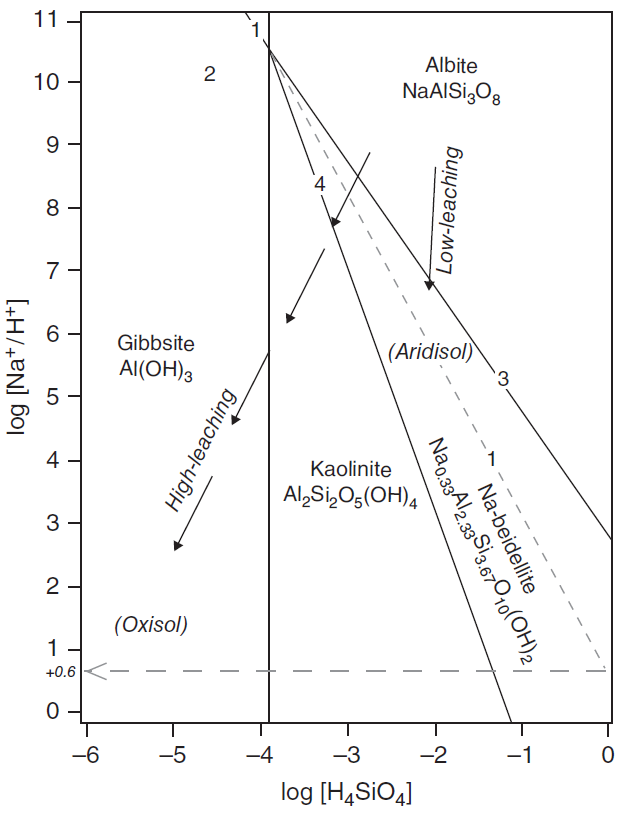 11
10
9
8
7
6
5
4
3
2
1
+0.6
0
log [Na⁺/H⁺]
–6
–5
–4
–3
–2
–1
0
log [H₄SiO₄]
1
2
Albite
NaAlSi₃O₈
4
Low-leaching
Gibbsite
Al(OH)₃
(Aridisol)
3
High-leaching
Kaolinite
Al₂Si₂O₅(OH)₄
1
Na-beidellite
Na₀.₃₃Al₂.₃₃Si₃.₆₇O₁₀(OH)₂
(Oxisol)